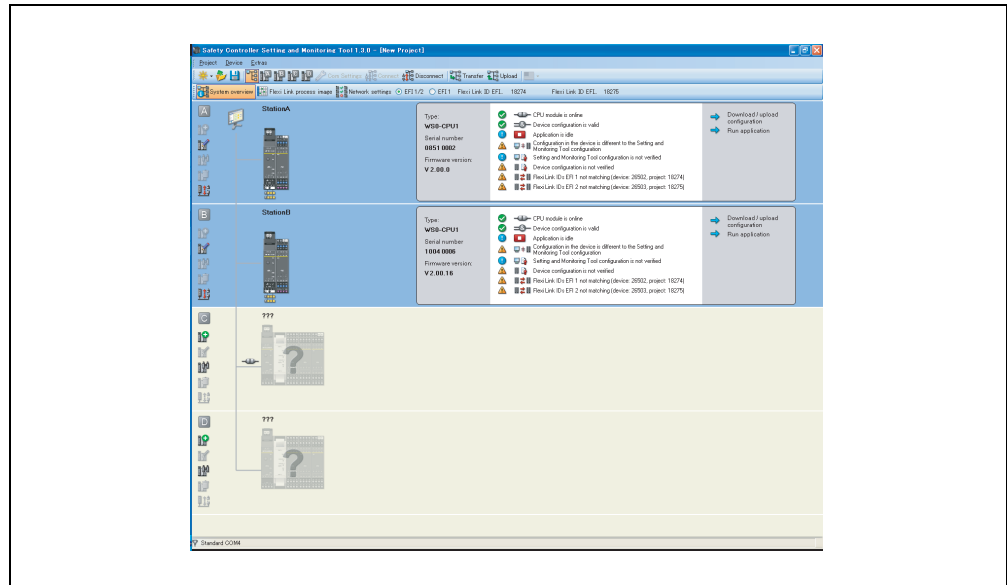 Safety Controller Setting and Monitoring Tool 1.3.0 - [New Project]
Project Device Extras
Com Settings Connect Disconnect Transfer Upload
System overview Flexi Link process image Network settings EFI1/2 EFI1 Flexi Link ID EFI.. 18274 Flexi Link ID EFI.. 18275
A
StationA
Type:
WS0-CPU1
Serial number
0851 0002
Firmware version:
V 2.00.0
CPU module is online
Device configuration is valid
Application is idle
Configuration in the device is different to the Setting and
Monitoring Tool configuration
Setting and Monitoring Tool configuration is not verified
Device configuration is not verified
Flexi Link IDs EFI 1 not matching (device: 26502, project: 18274)
Flexi Link IDs EFI 2 not matching (device: 26503, project: 18275)
Download / upload
configuration
Run application
B
StationB
Type:
WS0-CPU1
Serial number
1004 0006
Firmware version:
V 2.00.16
CPU module is online
Device configuration is valid
Application is idle
Configuration in the device is different to the Setting and
Monitoring Tool configuration
Setting and Monitoring Tool configuration is not verified
Device configuration is not verified
Flexi Link IDs EFI 1 not matching (device: 26502, project: 18274)
Flexi Link IDs EFI 2 not matching (device: 26503, project: 18275)
Download / upload
configuration
Run application
C
???
?
D
???
?
Standard COM4